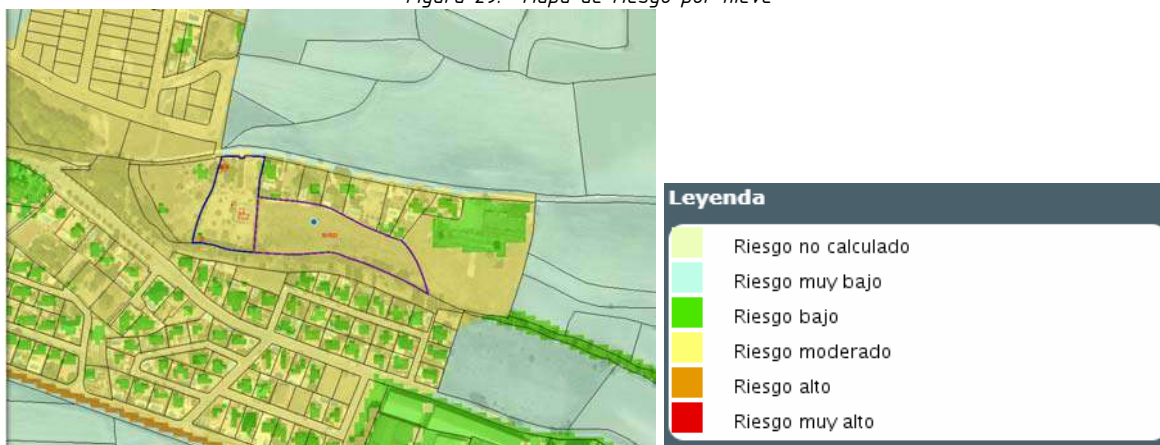 Figura 29. Mapa de riesgo por nieve
Leyenda
Riesgo no calculado
Riesgo muy bajo
Riesgo bajo
Riesgo moderado
Riesgo alto
Riesgo muy alto